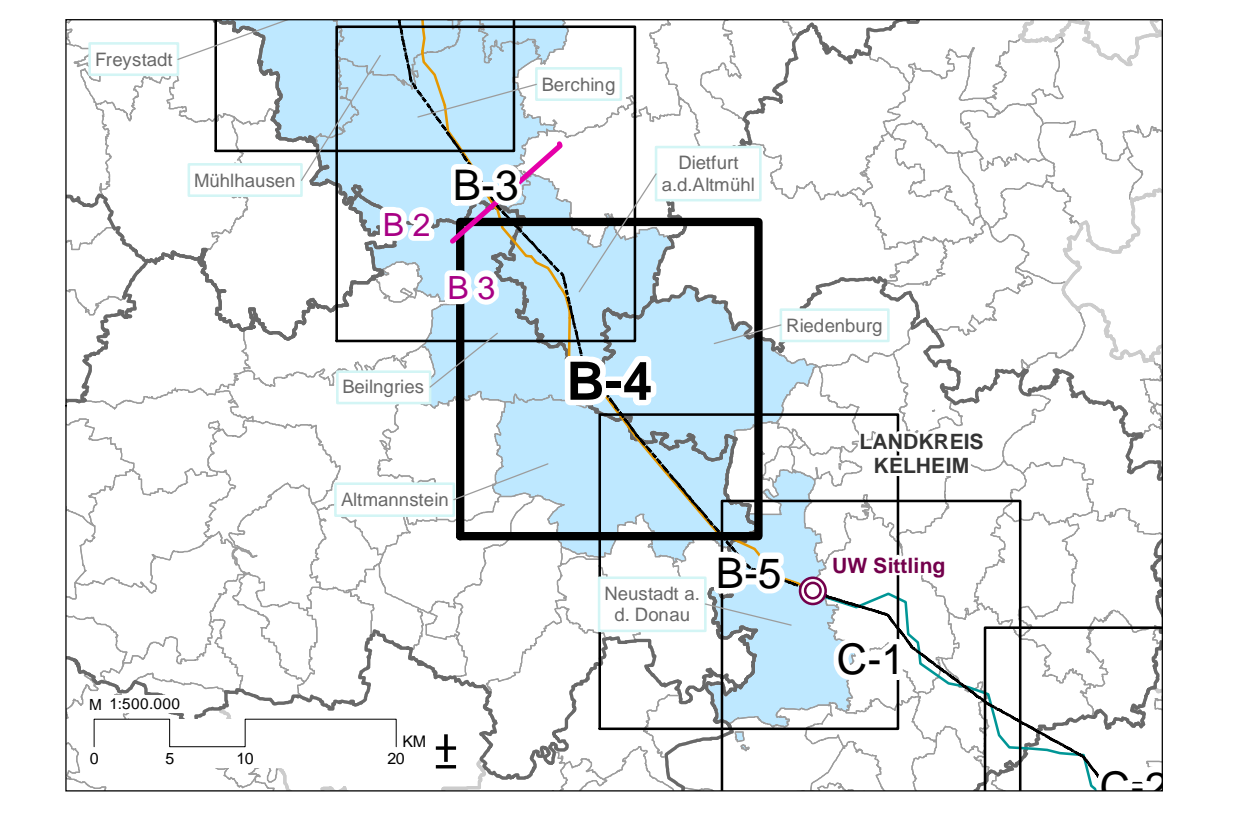 Freystadt
Berching
Mühlhausen
Dietfurt
a.d.Altmühl
B-3
B 2
B 3
Riedenburg
Beilngries
B-4
LANDKREIS
KELHEIM
Altmannstein
UW Sittling
B-5
Neustadt a.
d. Donau
C-1
M 1:500.000
KM
0 5 10 20
C-2